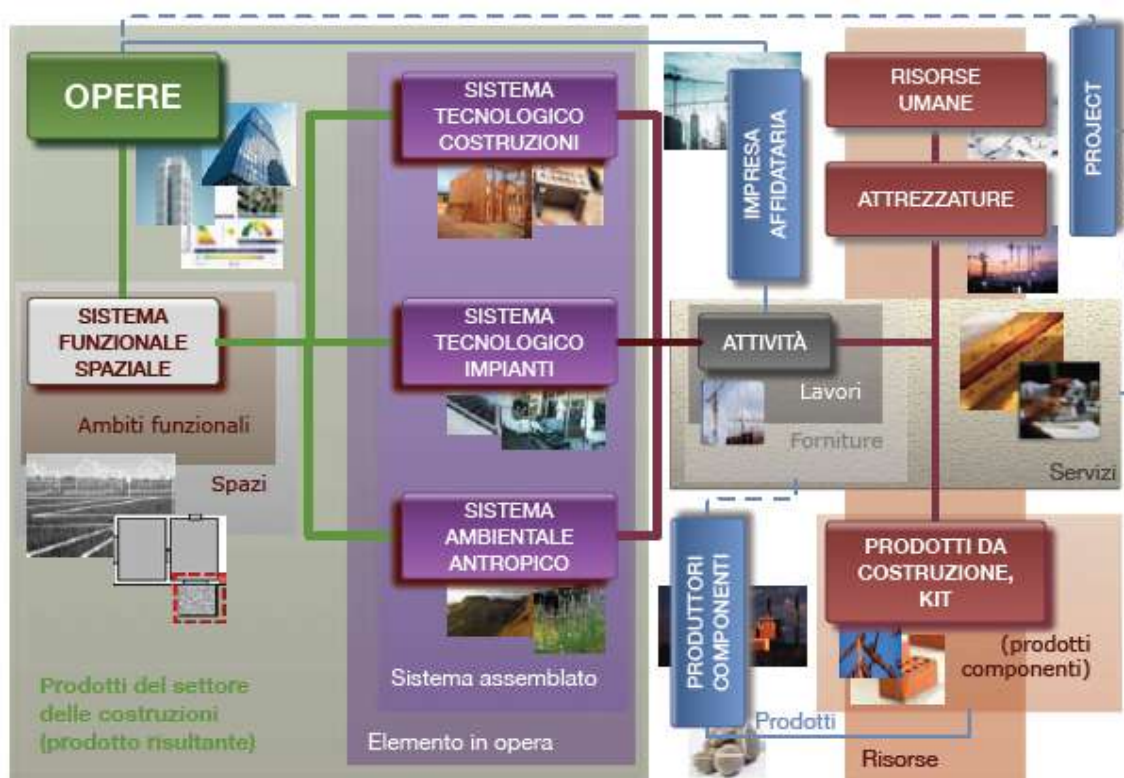 OPERE
SISTEMA
FUNZIONALE
SPAZIALE
Ambiti funzionali
Spazi
Prodotti del settore
delle costruzioni
(prodotto risultante)
SISTEMA
TECNOLOGICO
COSTRUZIONI
SISTEMA
TECNOLOGICO
IMPIANTI
SISTEMA
AMBIENTALE
ANTROPICO
Sistema assemblato
Elemento in opera
IMPRESA
AFFIDATARIA
ATTIVITÀ
Lavori
Forniture
Servizi
PRODUTTORI
COMPONENTI
Prodotti
RISORSE
UMANE
ATTREZZATURE
PROJECT
PRODOTTI DA
COSTRUZIONE,
KIT
(prodotti
componenti)
Risorse